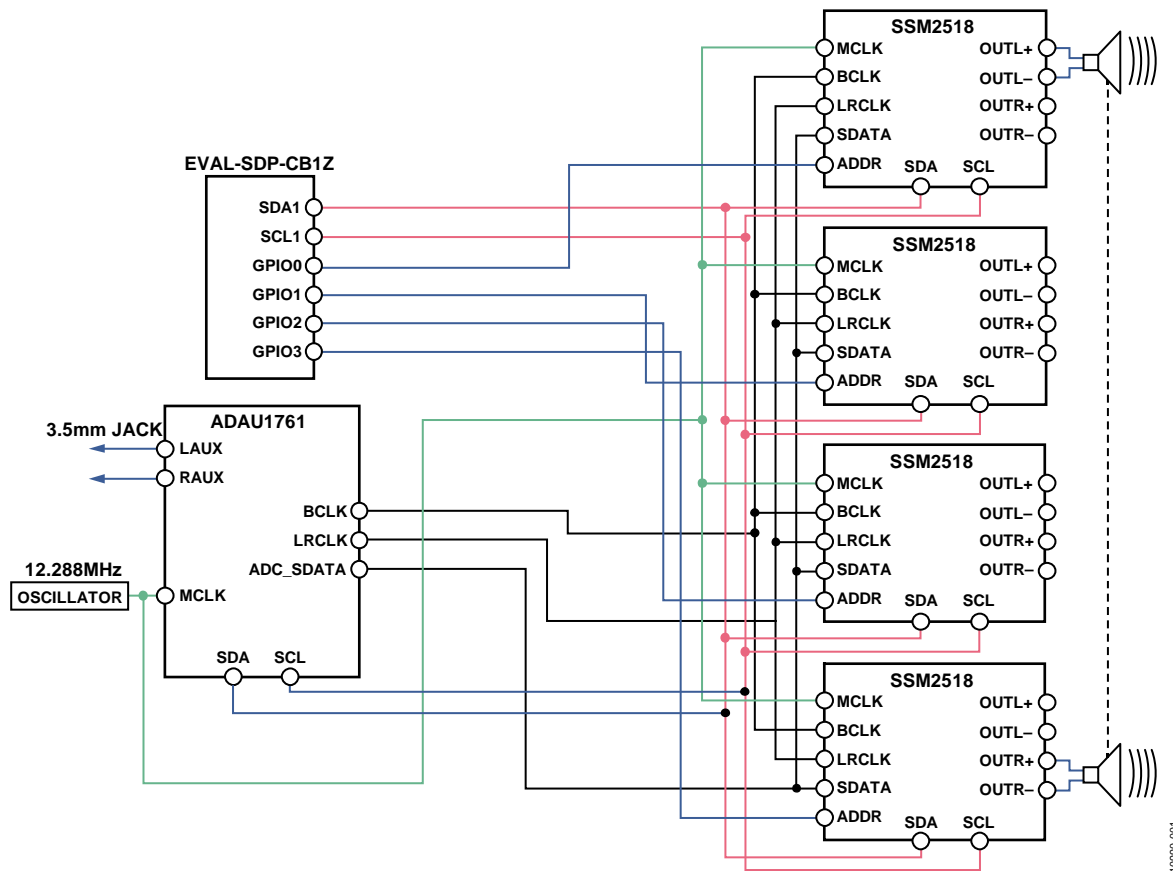 EVAL-SDP-CB1Z
SDA1
SCL1
GPIO0
GPIO1
GPIO2
GPIO3
ADAU1761
3.5mm JACK
LAUX
RAUX
BCLK
LRCLK
ADC_SDATA
12.288MHz
OSCILLATOR
MCLK
SDA SCL
SSM2518
MCLK OUTL+
BCLK OUTL–
LRCLK OUTR+
SDATA OUTR–
ADDR SDA SCL
SSM2518
MCLK OUTL+
BCLK OUTL–
LRCLK OUTR+
SDATA OUTR–
ADDR SDA SCL
SSM2518
MCLK OUTL+
BCLK OUTL–
LRCLK OUTR+
SDATA OUTR–
ADDR SDA SCL
SSM2518
MCLK OUTL+
BCLK OUTL–
LRCLK OUTR+
SDATA OUTR–
ADDR SDA SCL